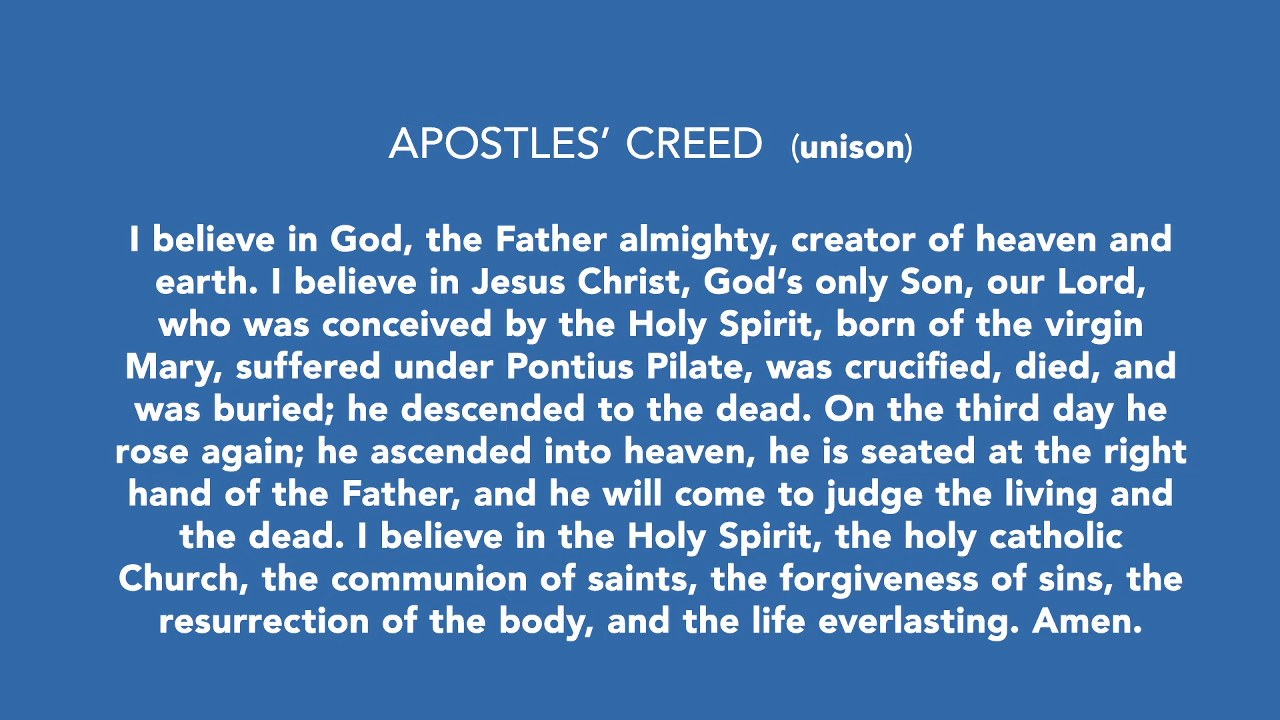 APOSTLES’ CREED (unison)
I believe in God, the Father almighty, creator of heaven and
earth. I believe in Jesus Christ, God’s only Son, our Lord,
who was conceived by the Holy Spirit, born of the virgin
Mary, suffered under Pontius Pilate, was crucified, died, and
was buried; he descended to the dead. On the third day he
rose again; he ascended into heaven, he is seated at the right
hand of the Father, and he will come to judge the living and
the dead. I believe in the Holy Spirit, the holy catholic
Church, the communion of saints, the forgiveness of sins, the
resurrection of the body, and the life everlasting. Amen.